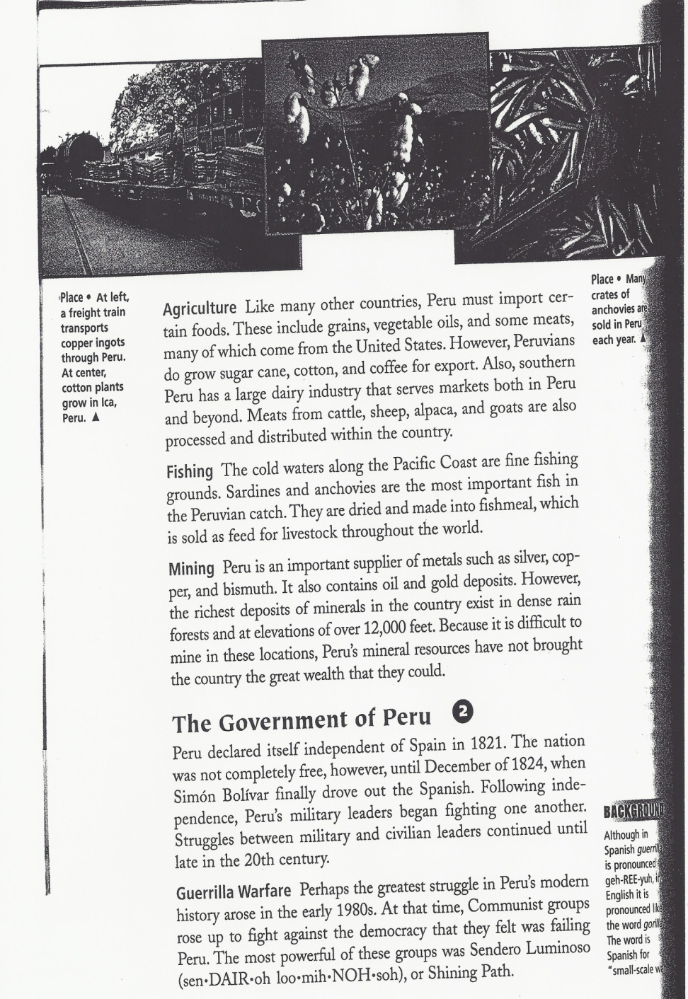 Place • At left,
a freight train
transports
copper ingots
through Peru.
At center,
cotton plants
grow in Ica,
Peru. ▲
Place • Many
crates of
anchovies are
sold in Peru
each year. ▲
Agriculture Like many other countries, Peru must import cer-
tain foods. These include grains, vegetable oils, and some meats,
many of which come from the United States. However, Peruvians
do grow sugar cane, cotton, and coffee for export. Also, southern
Peru has a large dairy industry that serves markets both in Peru
and beyond. Meats from cattle, sheep, alpaca, and goats are also
processed and distributed within the country.
Fishing The cold waters along the Pacific Coast are fine fishing
grounds. Sardines and anchovies are the most important fish in
the Peruvian catch. They are dried and made into fishmeal, which
is sold as feed for livestock throughout the world.
Mining Peru is an important supplier of metals such as silver, cop-
per, and bismuth. It also contains oil and gold deposits. However,
the richest deposits of minerals in the country exist in dense rain
forests and at elevations of over 12,000 feet. Because it is difficult to
mine in these locations, Peru's mineral resources have not brought
the country the great wealth that they could.
The Government of Peru 2
Peru declared itself independent of Spain in 1821. The nation
was not completely free, however, until December of 1824, when
Simón Bolívar finally drove out the Spanish. Following inde-
pendence, Peru's military leaders began fighting one another.
Struggles between military and civilian leaders continued until
late in the 20th century.
Guerrilla Warfare Perhaps the greatest struggle in Peru's modern
history arose in the early 1980s. At that time, Communist groups
rose up to fight against the democracy that they felt was failing
Peru. The most powerful of these groups was Sendero Luminoso
(sen•DAIR•oh loo•mih•NOH•soh), or Shining Path.
BACKGROUND
Although in
Spanish
is pronounced
geh-REE-yuh,
English it is
pronounced
the word
The word is
Spanish for
"small-scale